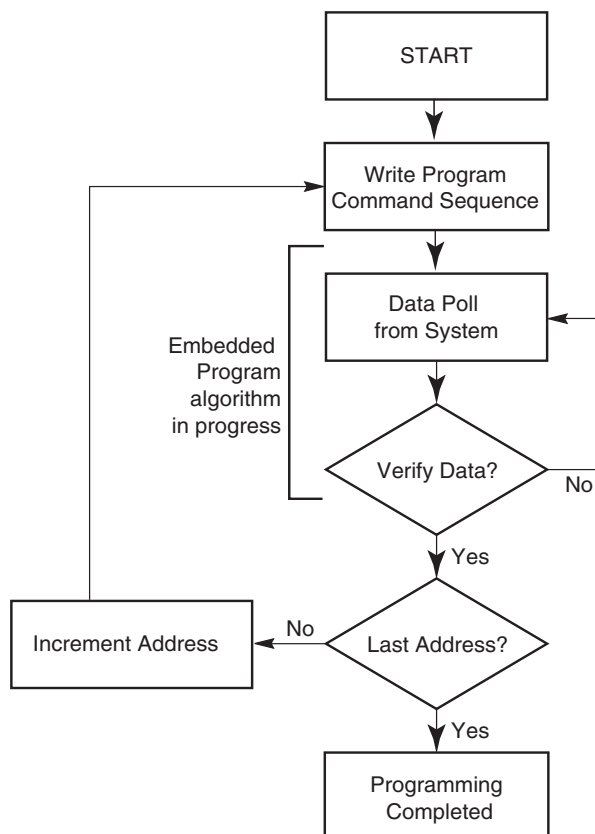 START
Write Program
Command Sequence
Data Poll
from System
Embedded
Program
algorithm
in progress
Verify Data?
No
Yes
No
Increment Address
Last Address?
Yes
Programming
Completed